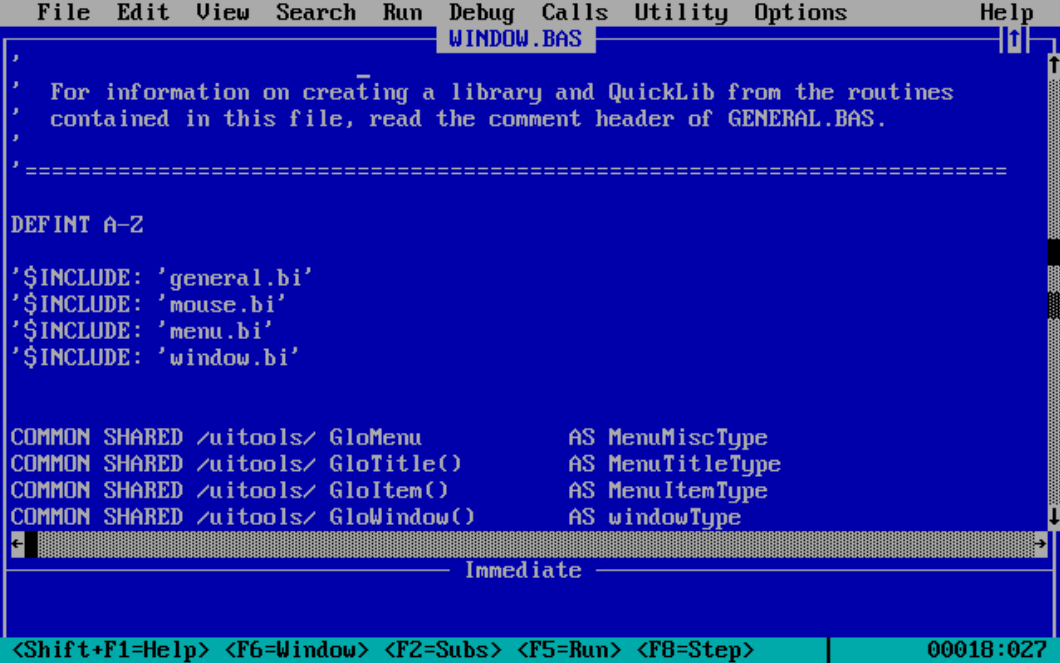 File Edit View Search Run Debug Calls Utility Options Help
WINDOW.BAS
'
' For information on creating a library and QuickLib from the routines
' contained in this file, read the comment header of GENERAL.BAS.
'
'===========================================================================
DEFINT A-Z
'$INCLUDE: 'general.bi'
'$INCLUDE: 'mouse.bi'
'$INCLUDE: 'menu.bi'
'$INCLUDE: 'window.bi'
COMMON SHARED /uitools/ GloMenu AS MenuMiscType
COMMON SHARED /uitools/ GloTitle() AS MenuTitleType
COMMON SHARED /uitools/ GloItem() AS MenuItemType
COMMON SHARED /uitools/ GloWindow() AS windowType
Immediate
<Shift+F1=Help> <F6=Window> <F2=Subs> <F5=Run> <F8=Step> 00018:027